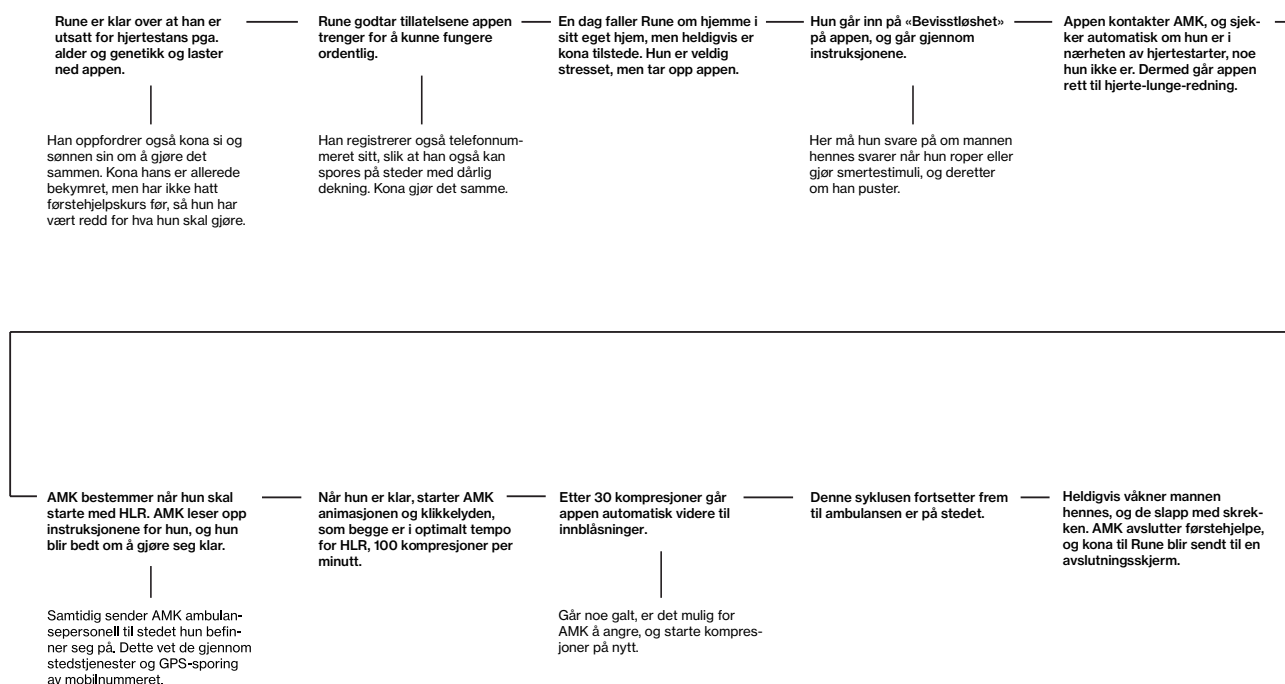 Rune er klar over at han er
utsatt for hjertestans pga.
alder og genetikk og laster
ned appen.
Han oppfordrer også kona si og
sønnen sin om å gjøre det
sammen. Kona hans er allerede
bekymret, men har ikke hatt
førstehjelpskurs før, så hun har
vært redd for hva hun skal gjøre.
Rune godtar tillatelsene appen
trenger for å kunne fungere
ordentlig.
Han registrerer også telefonnum-
meret sitt, slik at han også kan
spores på steder med dårlig
dekning. Kona gjør det samme.
En dag faller Rune om hjemme i
sitt eget hjem, men heldigvis er
kona tilstede. Hun er veldig
stresset, men tar opp appen.
Hun går inn på «Bevisstløshet»
på appen, og går gjennom
instruksjonene.
Her må hun svare på om mannen
hennes svarer når hun roper eller
gjør smertestimuli, og deretter
om han puster.
Appen kontakter AMK, og sjek-
ker automatisk om hun er i
nærheten av hjertestarter, noe
hun ikke er. Dermed går appen
rett til hjerte-lunge-redning.
AMK bestemmer når hun skal
starte med HLR. AMK leser opp
instruksjonene for hun, og hun
blir bedt om å gjøre seg klar.
Samtidig sender AMK ambulan-
sepersonell til stedet hun befin-
ner seg på. Dette vet de gjennom
stedstjenester og GPS-sporing
av mobilnummeret.
Når hun er klar, starter AMK
animasjonen og klikkelyden,
som begge er i optimalt tempo
for HLR, 100 kompresjoner per
minutt.
Etter 30 kompresjoner går
appen automatisk videre til
innblåsninger.
Går noe galt, er det mulig for
AMK å angre, og starte kompres-
joner på nytt.
Denne syklusen fortsetter frem
til ambulansen er på stedet.
Heldigvis våkner mannen
hennes, og de slapp med skrek-
ken. AMK avslutter førstehjelpe,
og kona til Rune blir sendt til en
avslutningsskjerm.